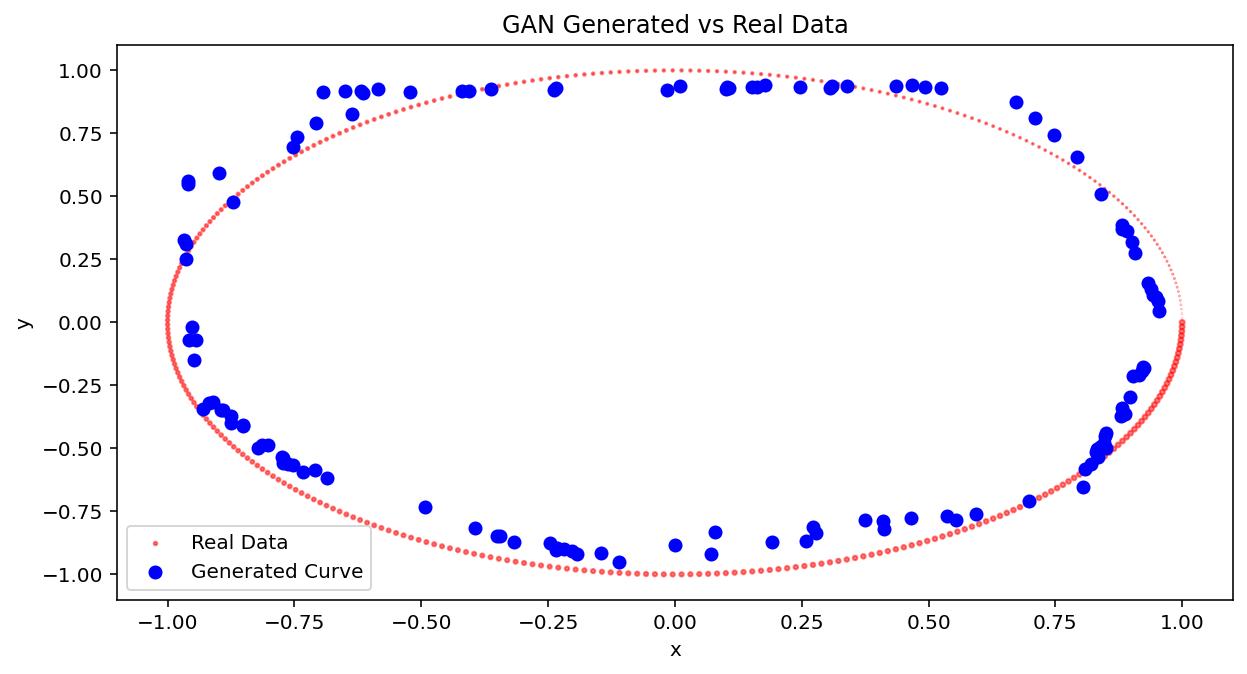 GAN Generated vs Real Data
1.00
0.75
0.50
0.25
0.00
−0.25
−0.50
−0.75
−1.00
y
Real Data
Generated Curve
−1.00 −0.75 −0.50 −0.25 0.00 0.25 0.50 0.75 1.00
x